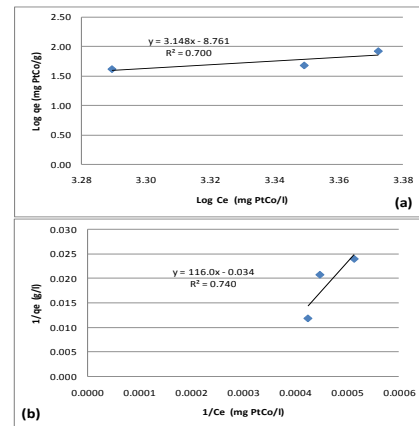 2.50
2.00
1.50
1.00
0.50
0.00
Log qe (mg PtCo/g)
y = 3.148x - 8.761
R² = 0.700
3.28
3.30
3.32
3.34
3.36
3.38
Log Ce (mg PtCo/l)
(a)
0.030
0.025
0.020
0.015
0.010
0.005
0.000
1/qe (g/l)
y = 116.0x - 0.034
R² = 0.740
0.0000
0.0001
0.0002
0.0003
0.0004
0.0005
0.0006
1/Ce (mg PtCo/l)
(b)